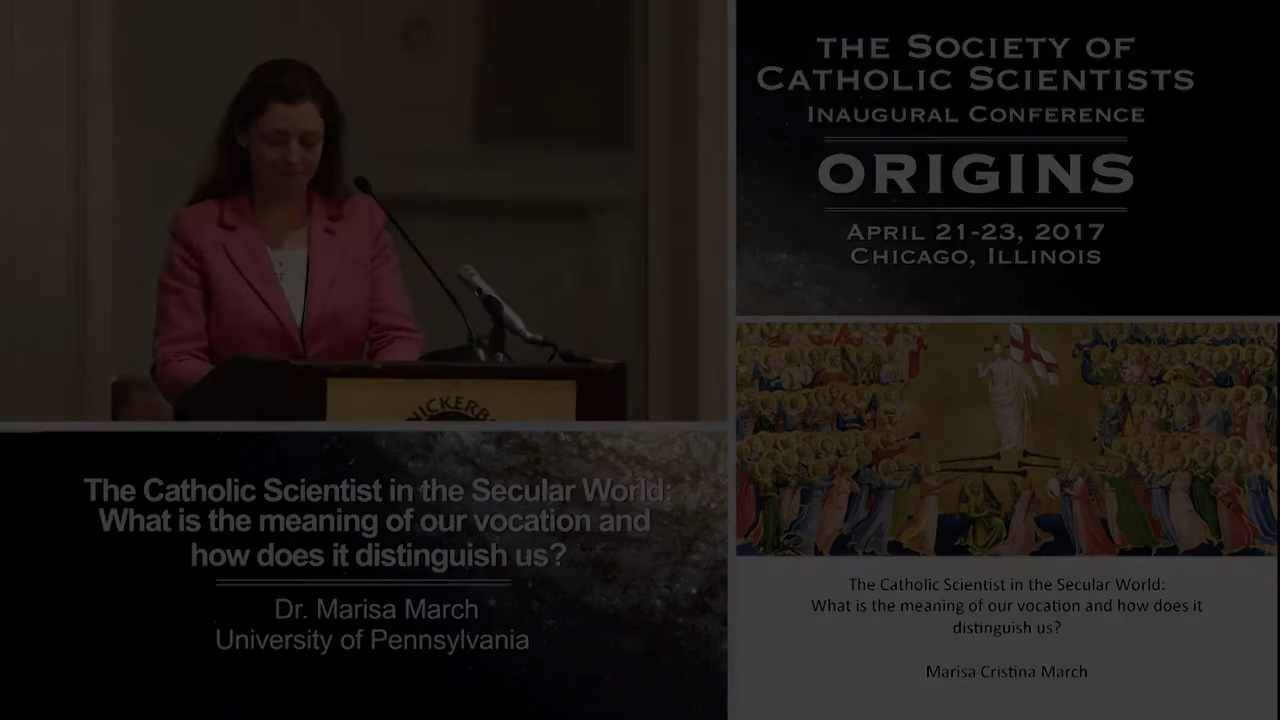 THE SOCIETY OF
CATHOLIC SCIENTISTS
INAUGURAL CONFERENCE
ORIGINS
APRIL 21-23, 2017
CHICAGO, ILLINOIS
The Catholic Scientist in the Secular World:
What is the meaning of our vocation and
how does it distinguish us?
Dr. Marisa March
University of Pennsylvania
The Catholic Scientist in the Secular World:
What is the meaning of our vocation and how does it
distinguish us?
Marisa Cristina March